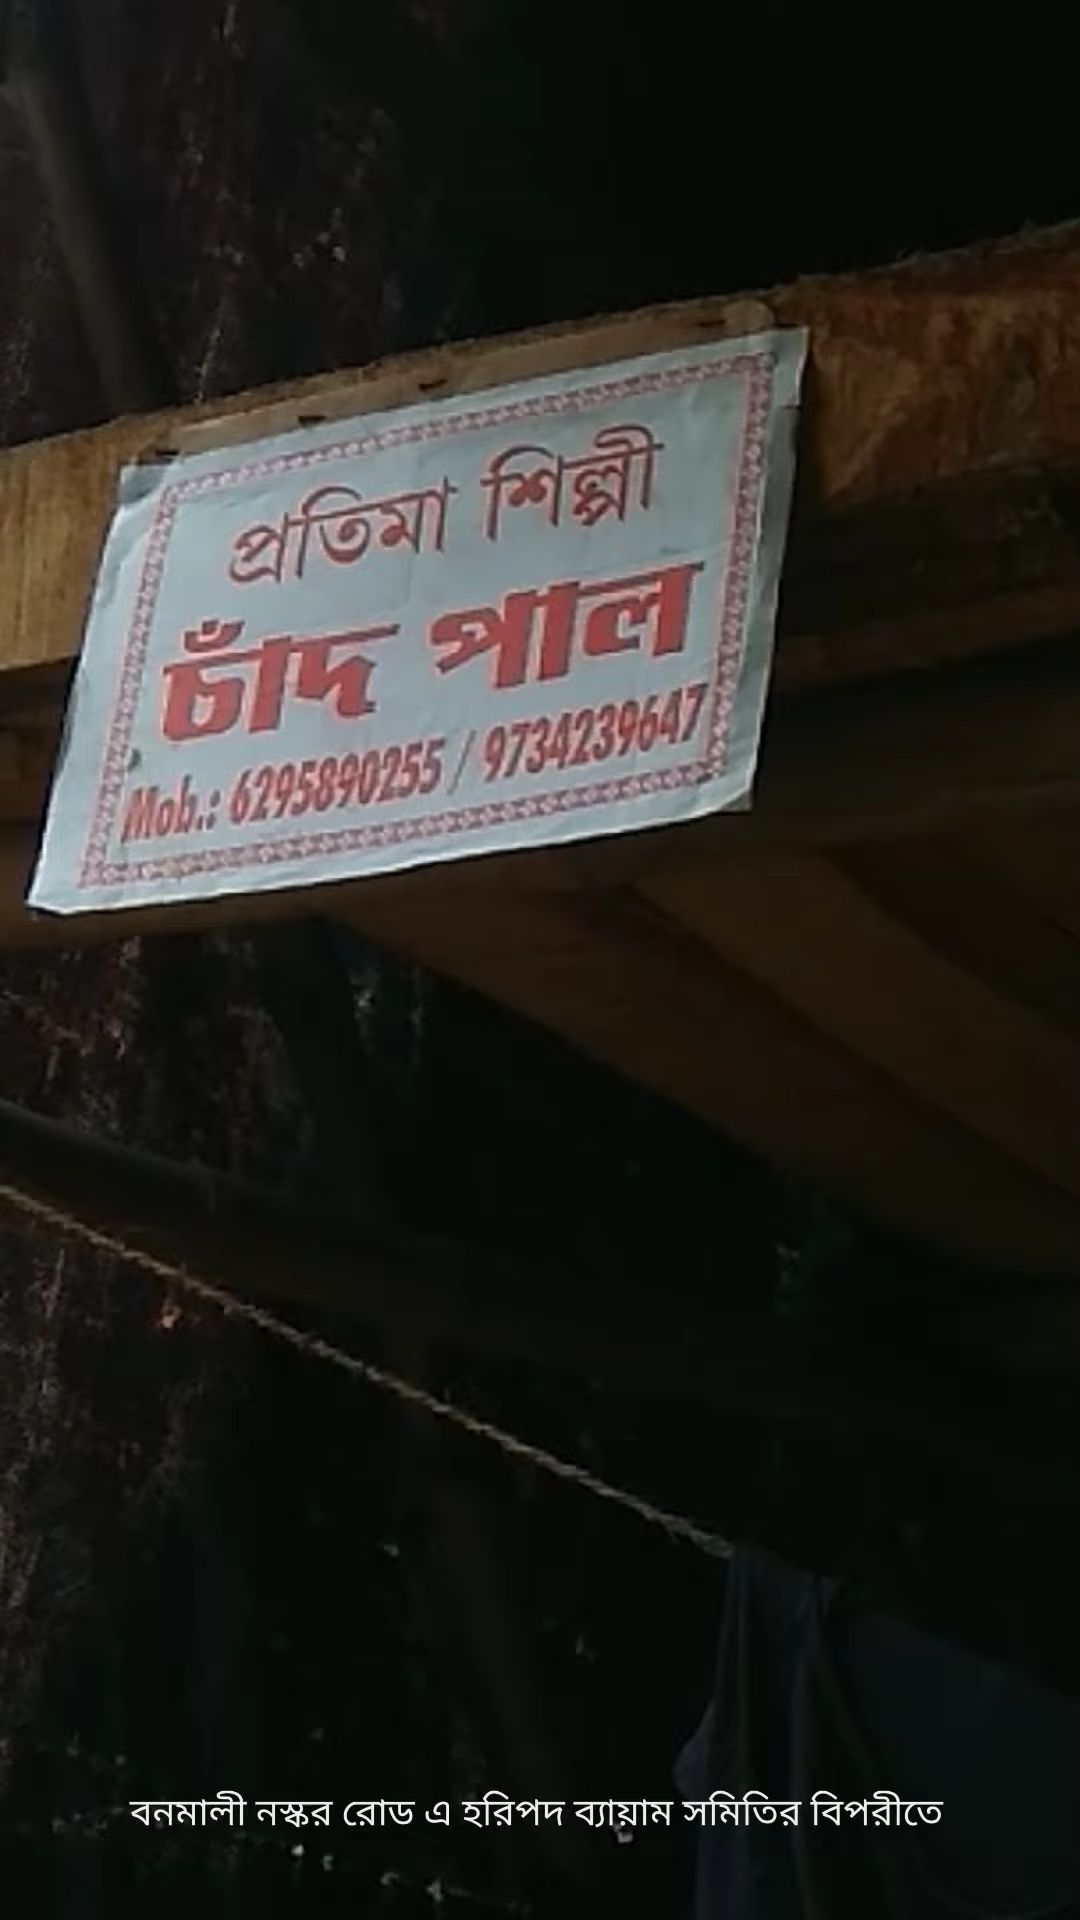 প্রতিমা শিল্পী
চাঁদ পাল
Mob.: 6295890255 / 9734239647
বনমালী নস্কর রোড এ হরিপদ ব্যায়াম সমিতির বিপরীতে